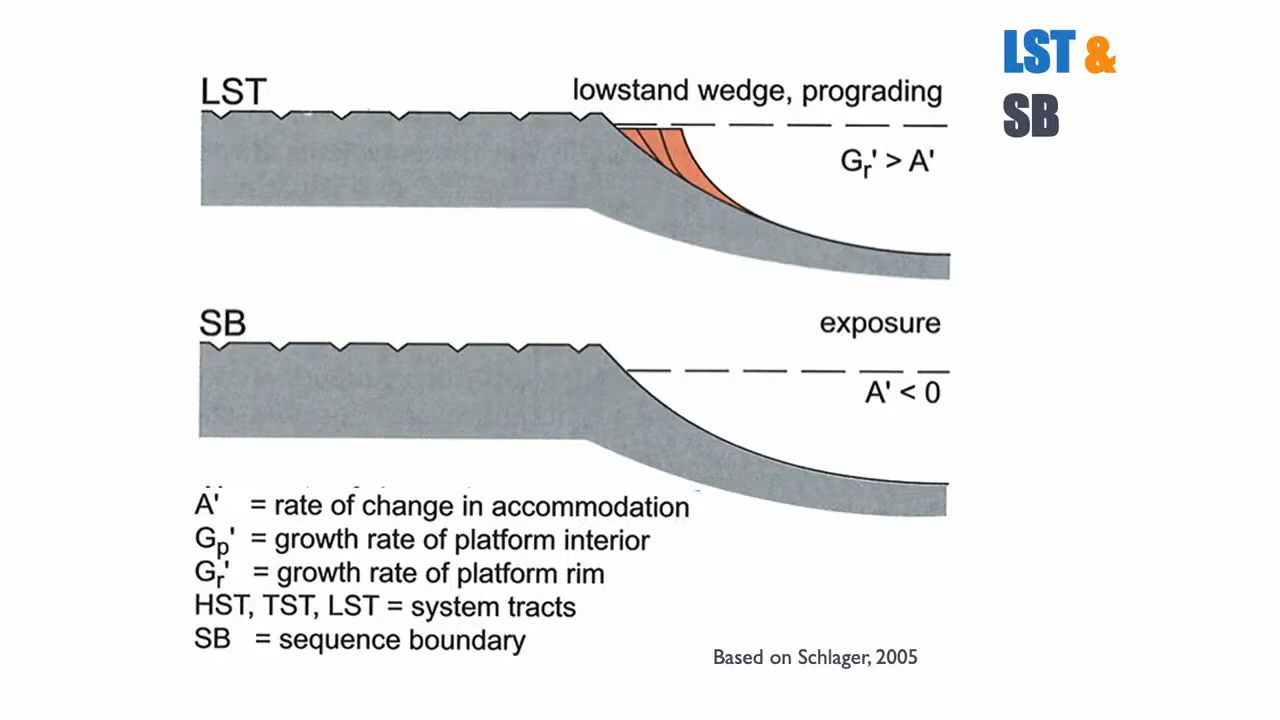 LST &
SB
LST
lowstand wedge, prograding
Gr' > A'
SB
exposure
A' < 0
A' = rate of change in accommodation
Gp' = growth rate of platform interior
Gr' = growth rate of platform rim
HST, TST, LST = system tracts
SB = sequence boundary
Based on Schlager, 2005